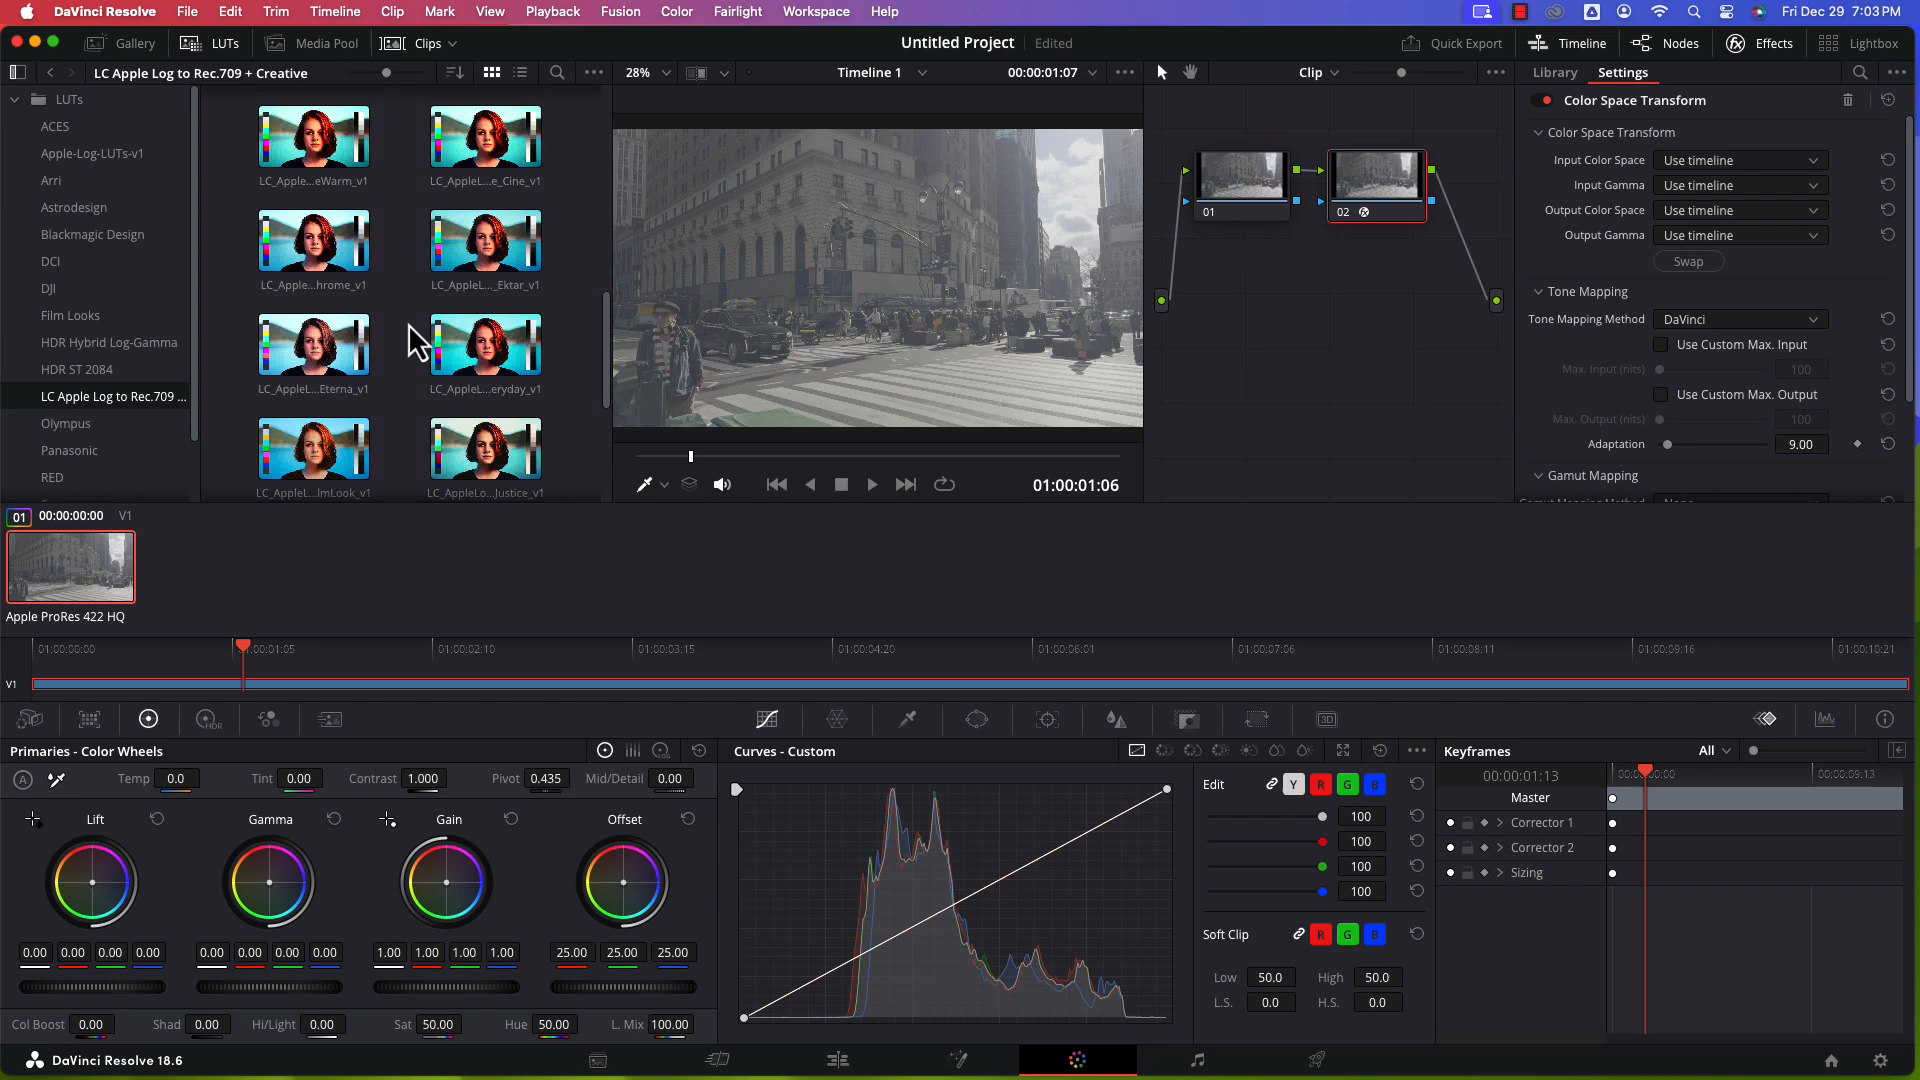 DaVinci Resolve File Edit Trim Timeline Clip Mark View Playback Fusion Color Fairlight Workspace Help Fri Dec 29 7:03 PM
Gallery LUTs Media Pool Clips Untitled Project Edited Quick Export Timeline Nodes Effects Lightbox
LC Apple Log to Rec.709 + Creative 28% Timeline 1 00:00:01:07 Clip Library Settings
LUTs
ACES
Apple-Log-LUTs-v1
Arri
Astrodesign
Blackmagic Design
DCI
DJI
Film Looks
HDR Hybrid Log-Gamma
HDR ST 2084
LC Apple Log to Rec.709 ...
Olympus
Panasonic
RED
LC_Apple...eWarm_v1 LC_AppleL...e_Cine_v1
LC_Apple...hrome_v1 LC_AppleL..._Ektar_v1
LC_AppleL...Eterna_v1 LC_AppleL...eryday_v1
LC_AppleL...lmLook_v1 LC_AppleLo...Justice_v1
01:00:01:06
01
02
Color Space Transform
Color Space Transform
Input Color Space Use timeline
Input Gamma Use timeline
Output Color Space Use timeline
Output Gamma Use timeline
Swap
Tone Mapping
Tone Mapping Method DaVinci
Use Custom Max. Input
Max. Input (nits) 100
Use Custom Max. Output
Max. Output (nits) 100
Adaptation 9.00
Gamut Mapping
01 00:00:00:00 V1
Apple ProRes 422 HQ
01:00:00:00 :00:01:05 01:00:02:10 01:00:03:15 01:00:04:20 01:00:06:01 01:00:07:06 01:00:08:11 01:00:09:16 01:00:10:21
V1
HDR 3D
Primaries - Color Wheels
A Temp 0.0 Tint 0.00 Contrast 1.000 Pivot 0.435 Mid/Detail 0.00
Lift Gamma Gain Offset
0.00 0.00 0.00 0.00 0.00 0.00 0.00 0.00 1.00 1.00 1.00 1.00 25.00 25.00 25.00
Col Boost 0.00 Shad 0.00 Hi/Light 0.00 Sat 50.00 Hue 50.00 L. Mix 100.00
Curves - Custom
Edit Y R G B
100
100
100
100
Soft Clip R G B
Low 50.0 High 50.0
L.S. 0.0 H.S. 0.0
Keyframes All
00:00:01:13 00:00:09:13
Master
Corrector 1
Corrector 2
Sizing
DaVinci Resolve 18.6